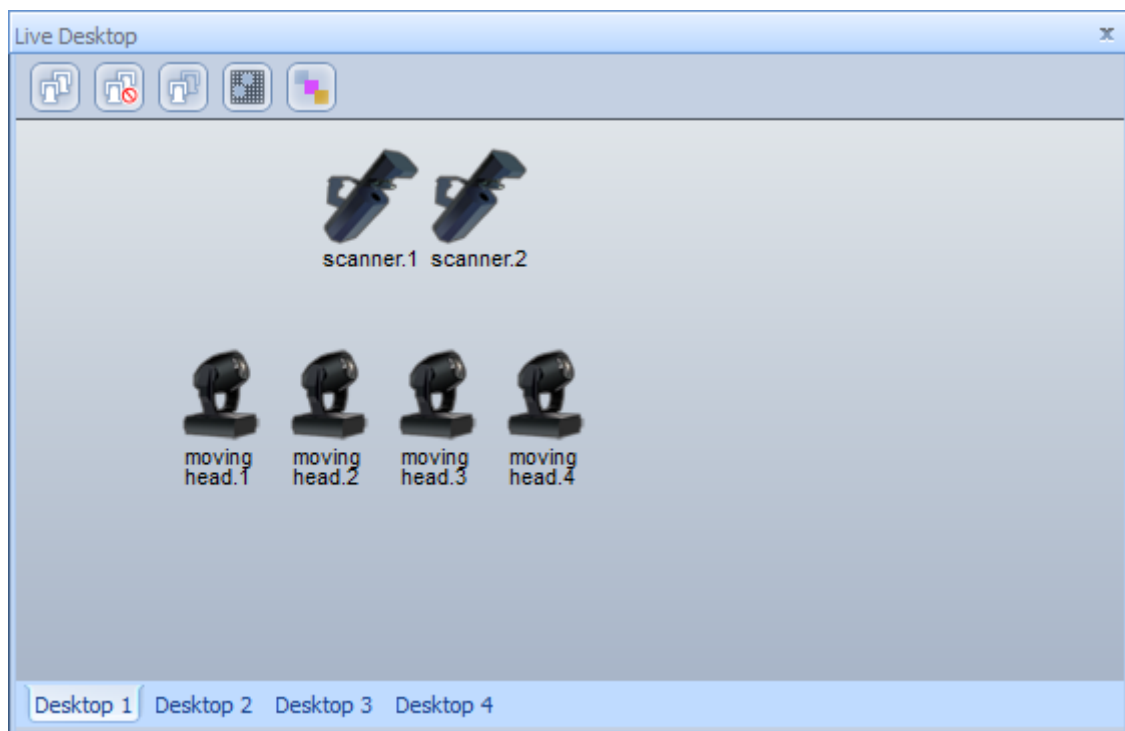 Live Desktop
scanner.1 scanner.2
moving moving moving moving
head.1 head.2 head.3 head.4
Desktop 1 Desktop 2 Desktop 3 Desktop 4